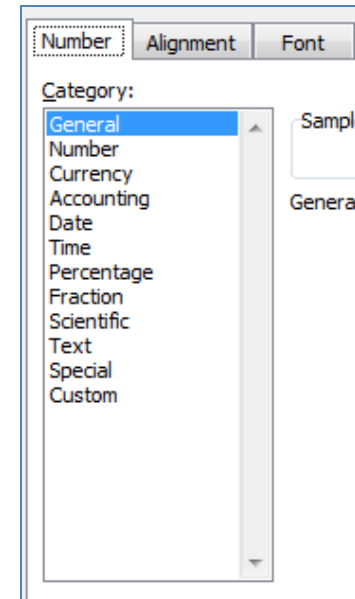 Number Alignment Font
Category:
General
Number
Currency
Accounting
Date
Time
Percentage
Fraction
Scientific
Text
Special
Custom